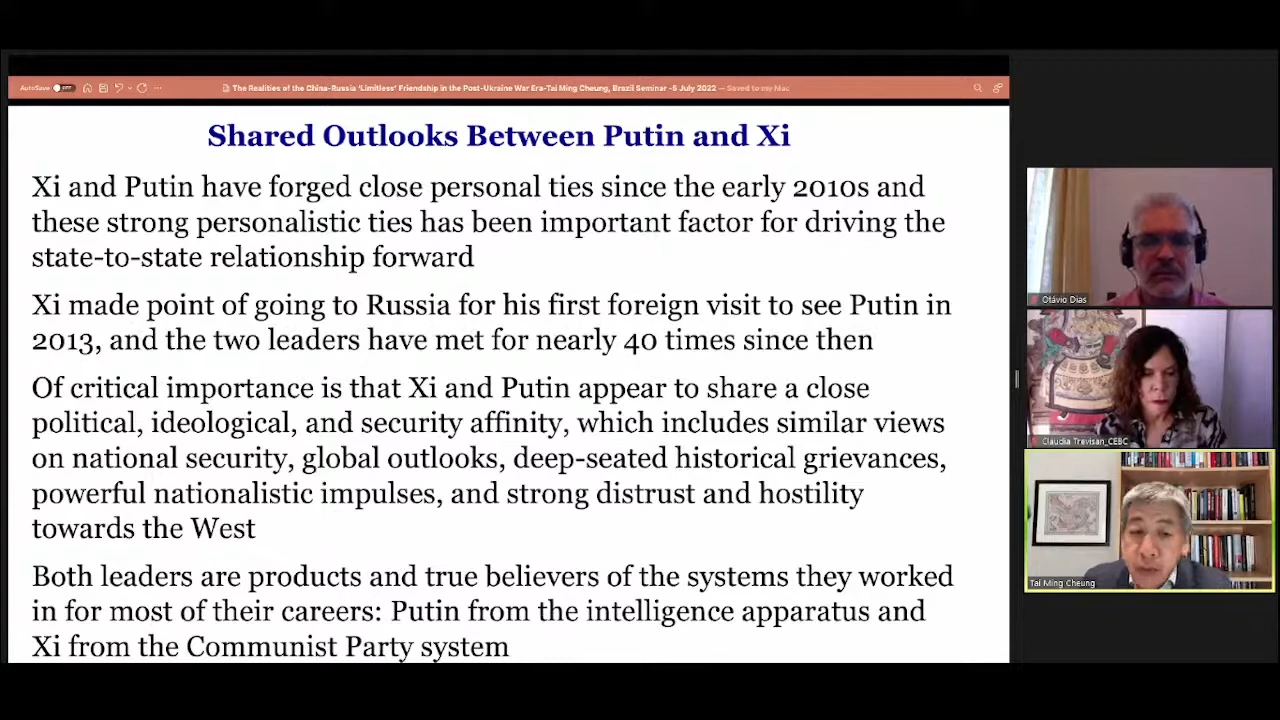 AutoSave OFF
The Realities of the China-Russia 'Limitless' Friendship in the Post-Ukraine War Era-Tai Ming Cheung, Brazil Seminar -5 July 2022 — Saved to my Mac
Shared Outlooks Between Putin and Xi
Xi and Putin have forged close personal ties since the early 2010s and
these strong personalistic ties has been important factor for driving the
state-to-state relationship forward
Xi made point of going to Russia for his first foreign visit to see Putin in
2013, and the two leaders have met for nearly 40 times since then
Of critical importance is that Xi and Putin appear to share a close
political, ideological, and security affinity, which includes similar views
on national security, global outlooks, deep-seated historical grievances,
powerful nationalistic impulses, and strong distrust and hostility
towards the West
Both leaders are products and true believers of the systems they worked
in for most of their careers: Putin from the intelligence apparatus and
Xi from the Communist Party system
Otávio Dias
Claudia Trevisan_CEBC
Tai Ming Cheung